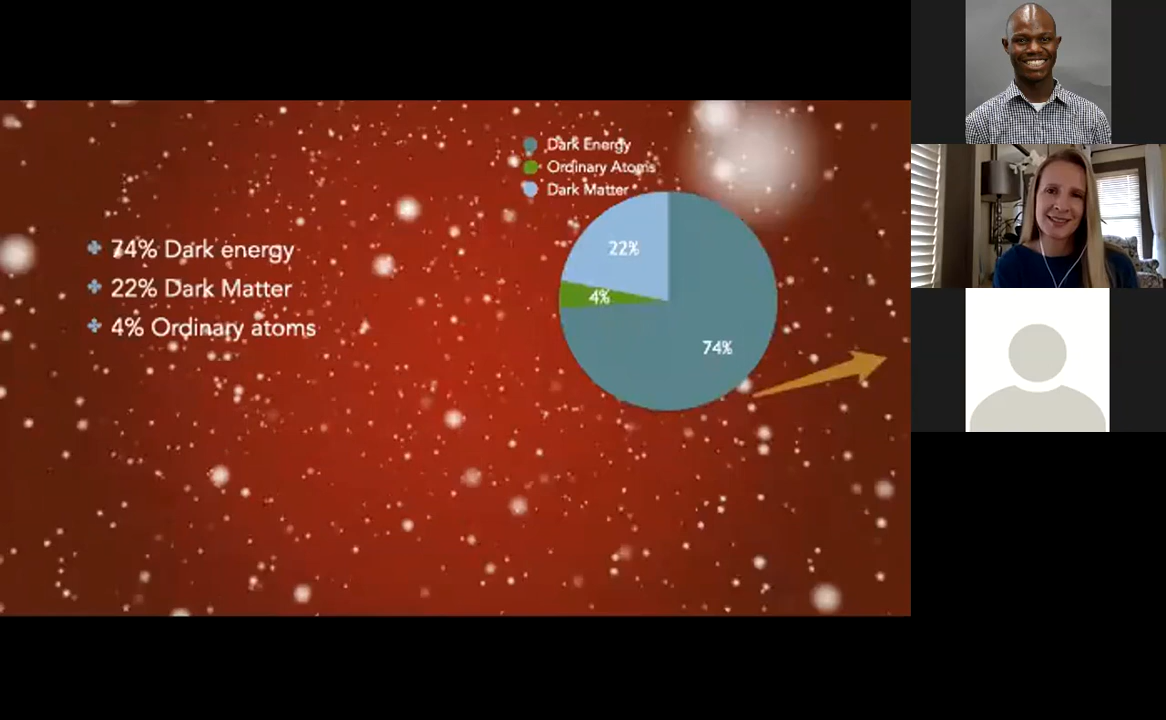 74% Dark energy
22% Dark Matter
4% Ordinary atoms
Dark Energy
Ordinary Atoms
Dark Matter
22%
4%
74%